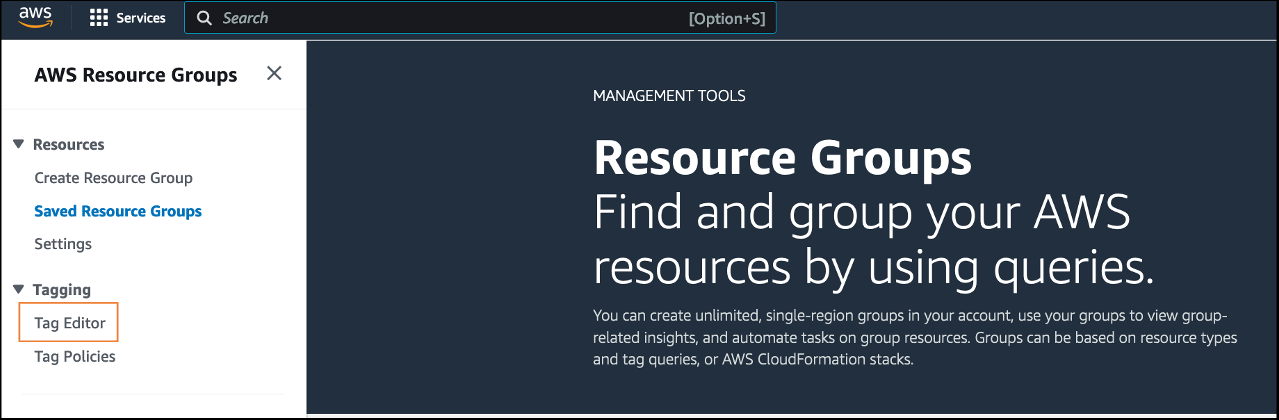 aws
Services
Search
[Option+S]
AWS Resource Groups
Resources
Create Resource Group
Saved Resource Groups
Settings
Tagging
Tag Editor
Tag Policies
MANAGEMENT TOOLS
Resource Groups
Find and group your AWS
resources by using queries.
You can create unlimited, single-region groups in your account, use your groups to view group-
related insights, and automate tasks on group resources. Groups can be based on resource types
and tag queries, or AWS CloudFormation stacks.